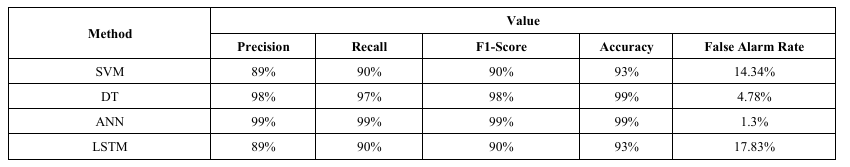 Method Value
Precision Recall F1-Score Accuracy False Alarm Rate
SVM 89% 90% 90% 93% 14.34%
DT 98% 97% 98% 99% 4.78%
ANN 99% 99% 99% 99% 1.3%
LSTM 89% 90% 90% 93% 17.83%